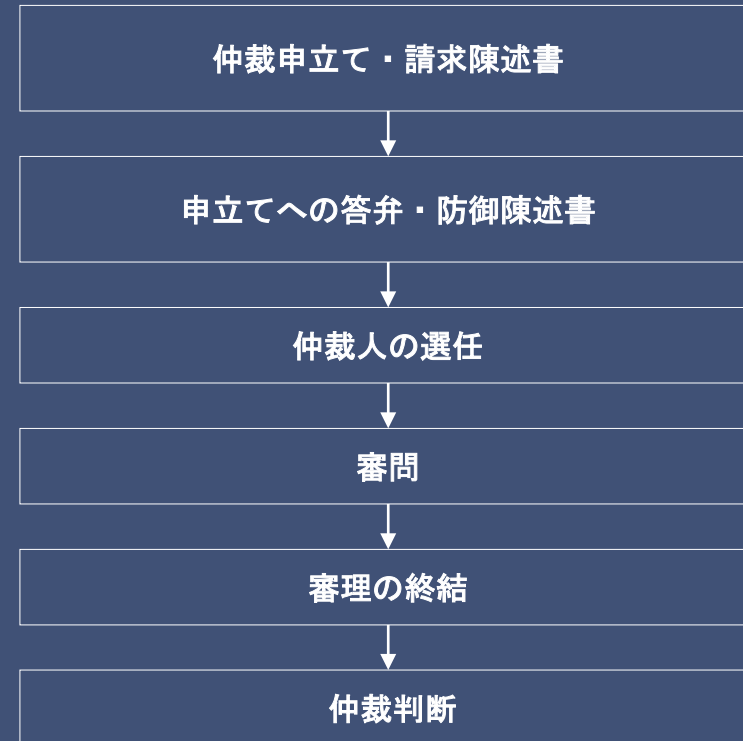 仲裁申立て・請求陳述書
申立てへの答弁・防御陳述書
仲裁人の選任
審問
審理の終結
仲裁判断